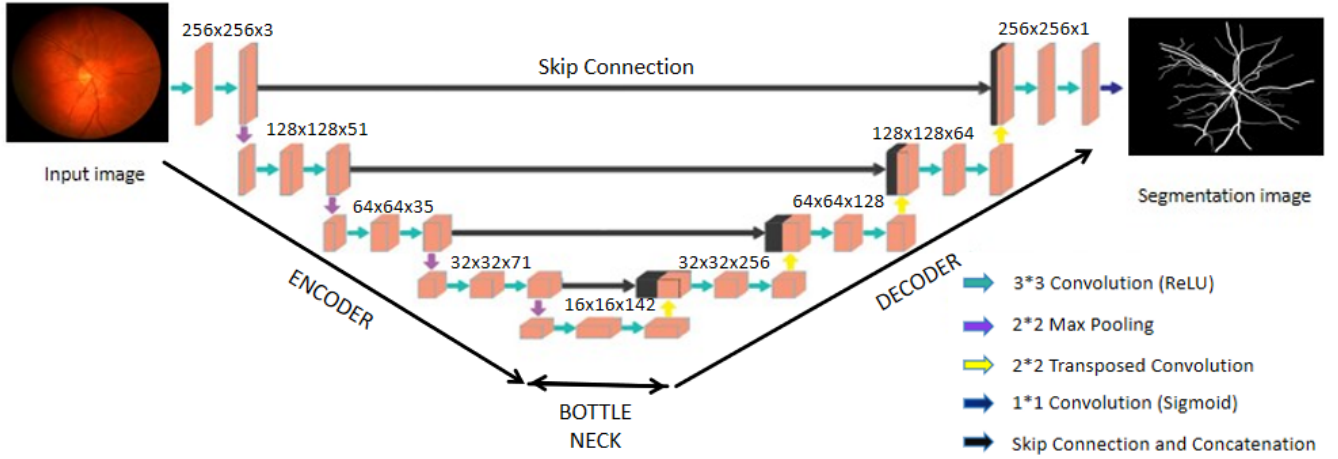 256x256x3
256x256x1
Skip Connection
128x128x51
128x128x64
Input image
Segmentation image
64x64x35
64x64x128
32x32x71
32x32x256
16x16x142
ENCODER
DECODER
BOTTLE
NECK
3*3 Convolution (ReLU)
2*2 Max Pooling
2*2 Transposed Convolution
1*1 Convolution (Sigmoid)
Skip Connection and Concatenation